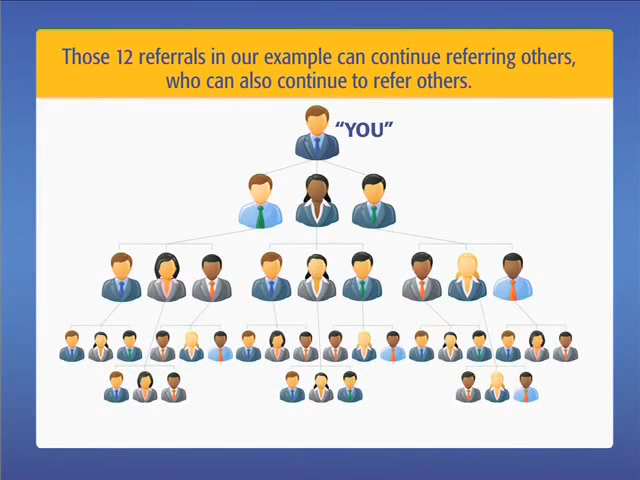 Those 12 referrals in our example can continue referring others,
who can also continue to refer others.
“YOU”